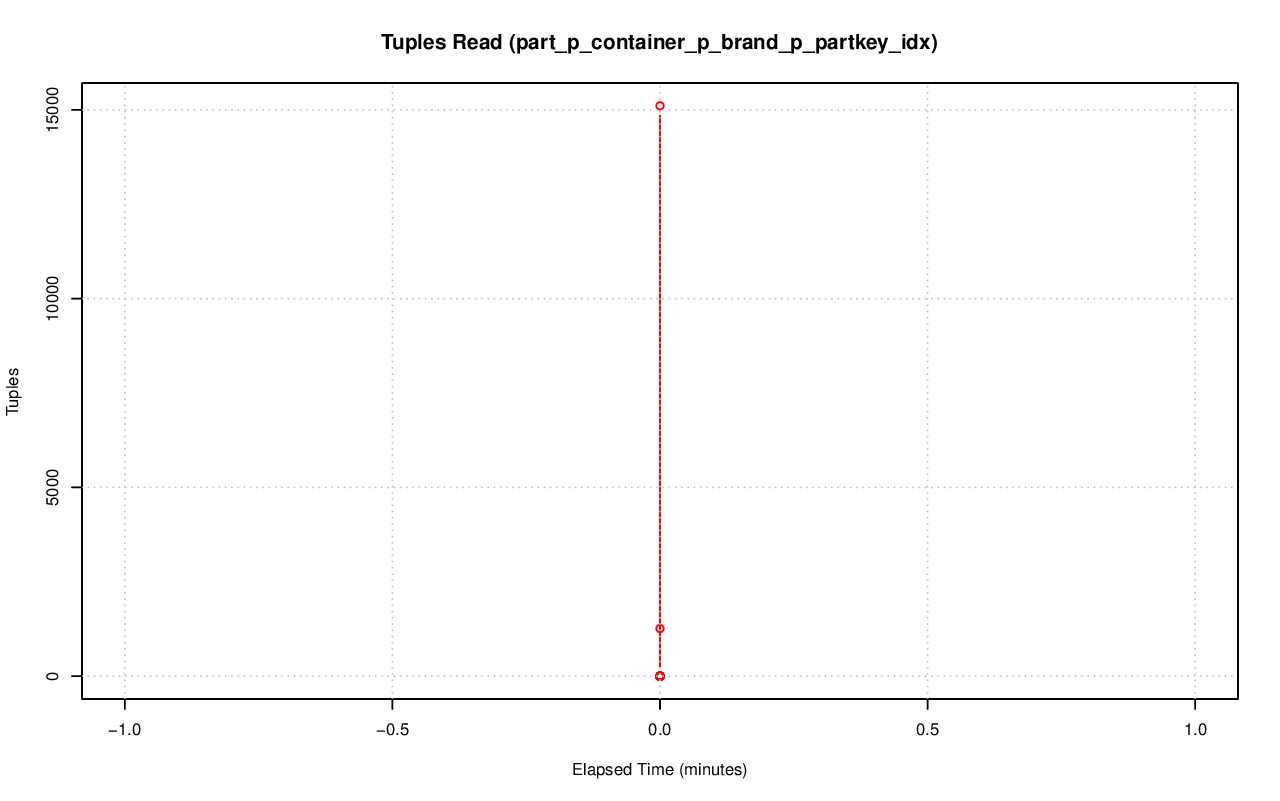 Tuples Read (part_p_container_p_brand_p_partkey_idx)
15000
10000
5000
0
Tuples
−1.0 −0.5 0.0 0.5 1.0
Elapsed Time (minutes)